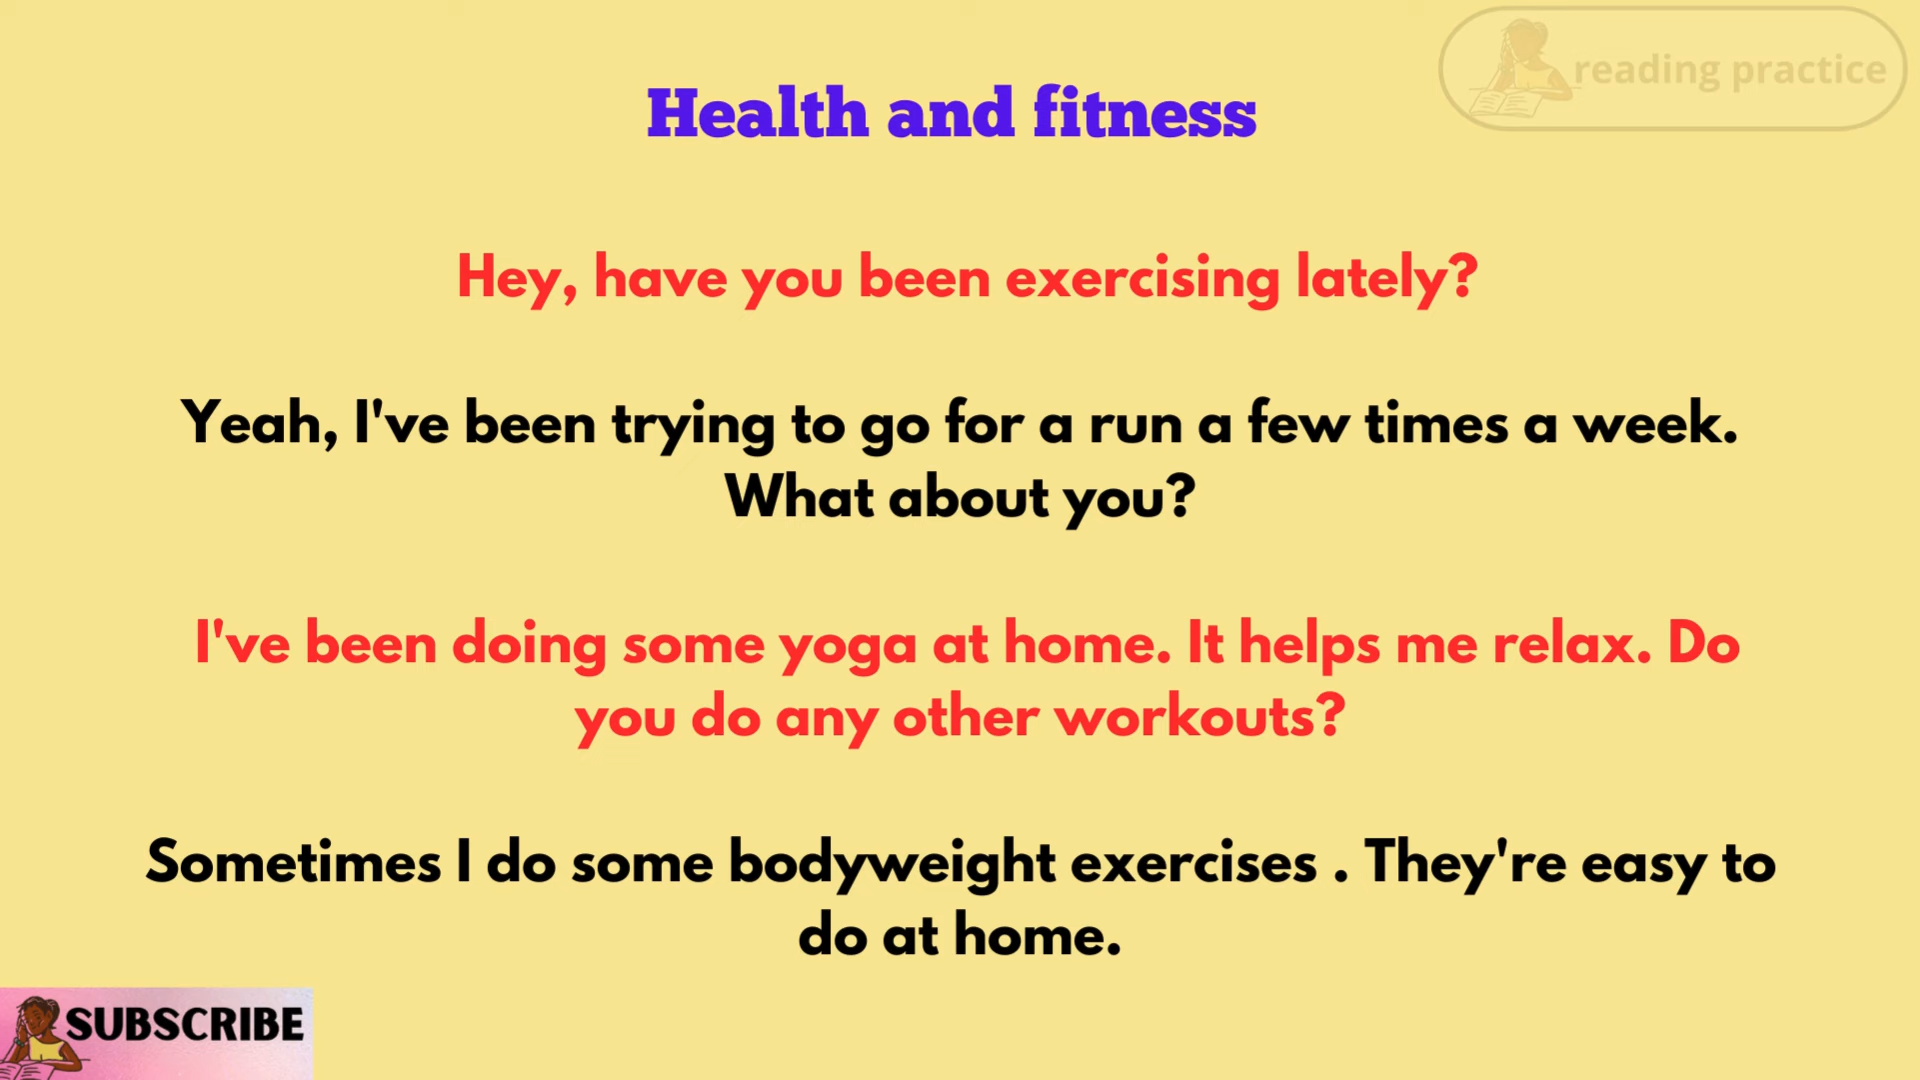 reading practice
Health and fitness
Hey, have you been exercising lately?
Yeah, I've been trying to go for a run a few times a week.
What about you?
I've been doing some yoga at home. It helps me relax. Do
you do any other workouts?
Sometimes I do some bodyweight exercises . They're easy to
do at home.
SUBSCRIBE